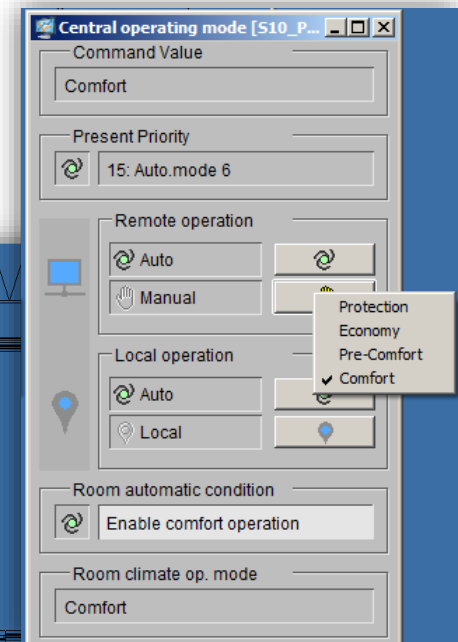 Central operating mode [S10_P...
Command Value
Comfort
Present Priority
15: Auto.mode 6
Remote operation
Auto
Manual
Protection
Economy
Pre-Comfort
Comfort
Local operation
Auto
Local
Room automatic condition
Enable comfort operation
Room climate op. mode
Comfort